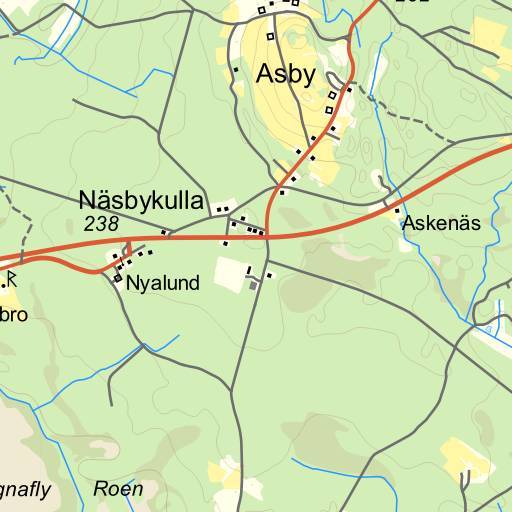 Asby
Näsbykulla
238
Askenäs
Nyalund
R
bro
gnafly
Roen